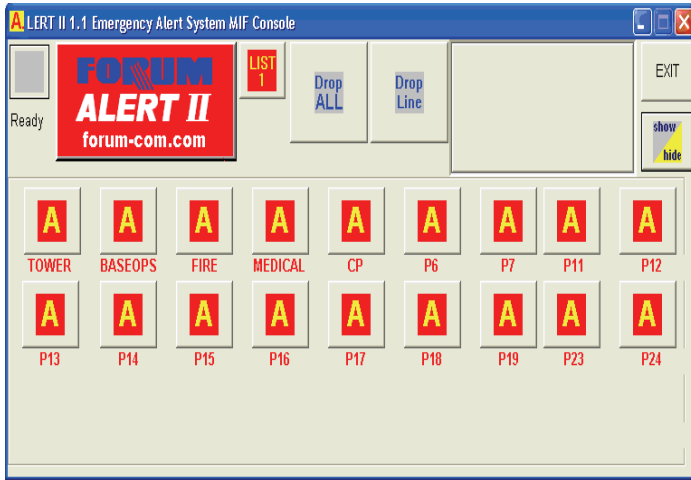 A. LERT II 1.1 Emergency Alert System MIF Console
Ready
FORUM
ALERT II
forum-com.com
LIST
1
Drop
ALL
Drop
Line
EXIT
show
hide
A A A A A A A A A
TOWER BASEOPS FIRE MEDICAL CP P6 P7 P11 P12
A A A A A A A A A
P13 P14 P15 P16 P17 P18 P19 P23 P24